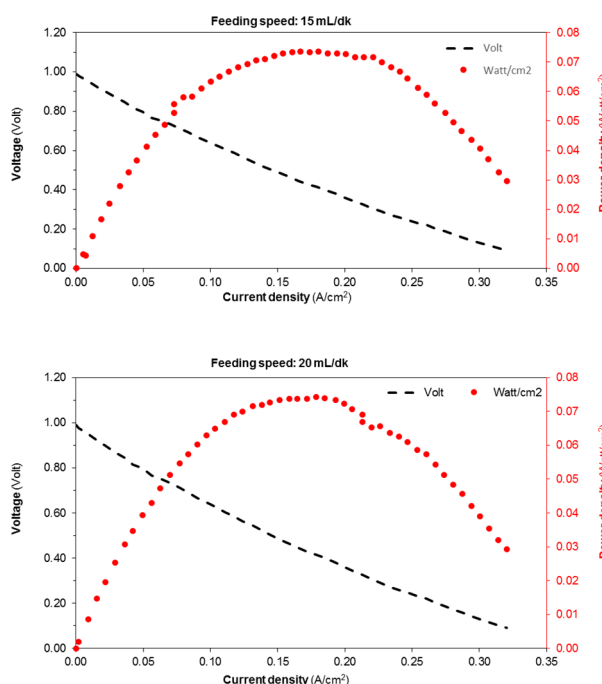 Feeding speed: 15 mL/dk
Voltage (Volt)
1.20
1.00
0.80
0.60
0.40
0.20
0.00
Volt
Watt/cm2
0.08
0.07
0.06
0.05
0.04
0.03
0.02
0.01
0.00
0.00 0.05 0.10 0.15 0.20 0.25 0.30 0.35
Current density (A/cm²)
Feeding speed: 20 mL/dk
Voltage (Volt)
1.20
1.00
0.80
0.60
0.40
0.20
0.00
Volt Watt/cm2
0.08
0.07
0.06
0.05
0.04
0.03
0.02
0.01
0.00
0.00 0.05 0.10 0.15 0.20 0.25 0.30 0.35
Current density (A/cm²)